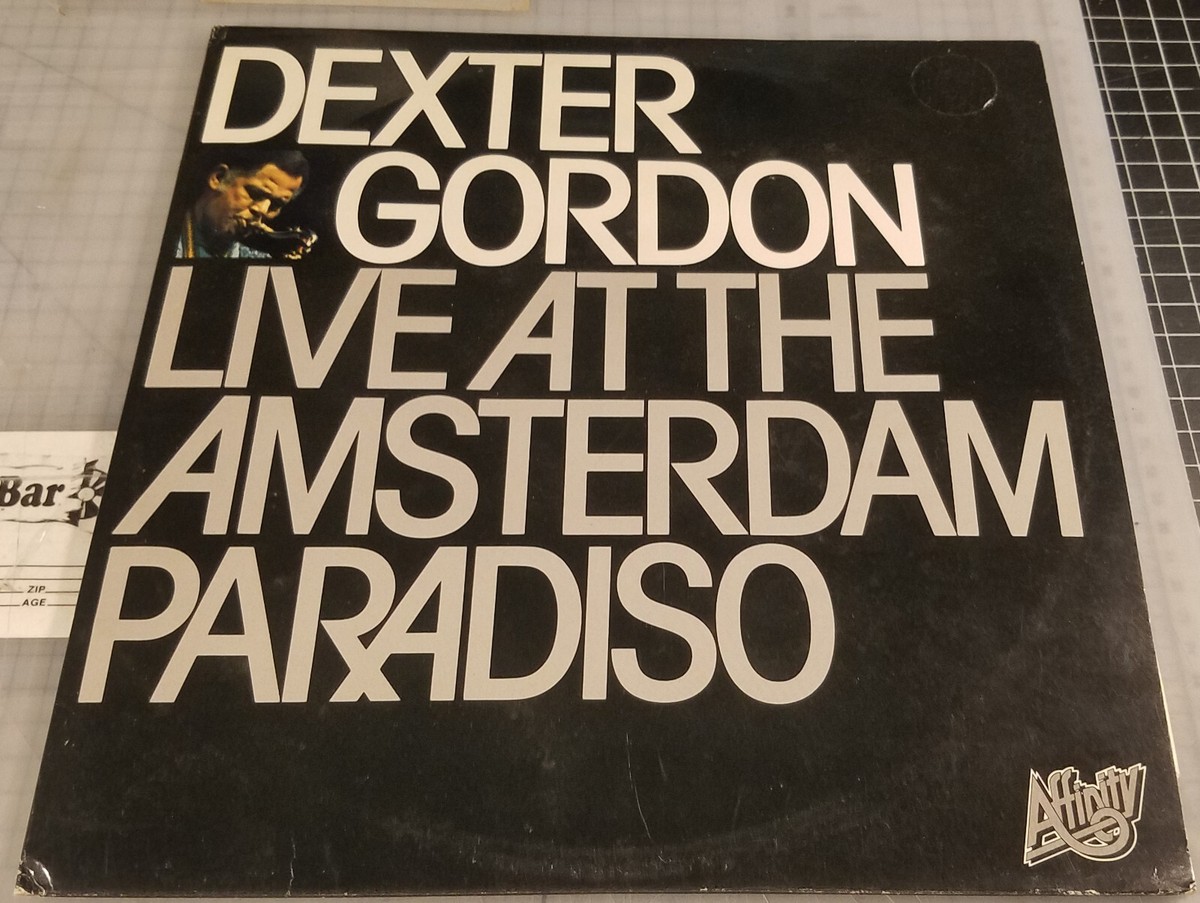 DEXTER
GORDON
LIVE AT THE
AMSTERDAM
PARADISO
Affinity
Bar
ZIP
AGE